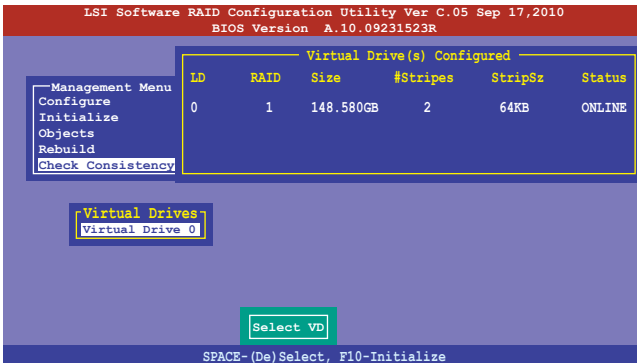 LSI Software RAID Configuration Utility Ver C.05 Sep 17,2010
BIOS Version A.10.09231523R
Virtual Drive(s) Configured
LD RAID Size #Stripes StripSz Status
0 1 148.580GB 2 64KB ONLINE
Management Menu
Configure
Initialize
Objects
Rebuild
Check Consistency
Virtual Drives
Virtual Drive 0
Select VD
SPACE-(De)Select, F10-Initialize